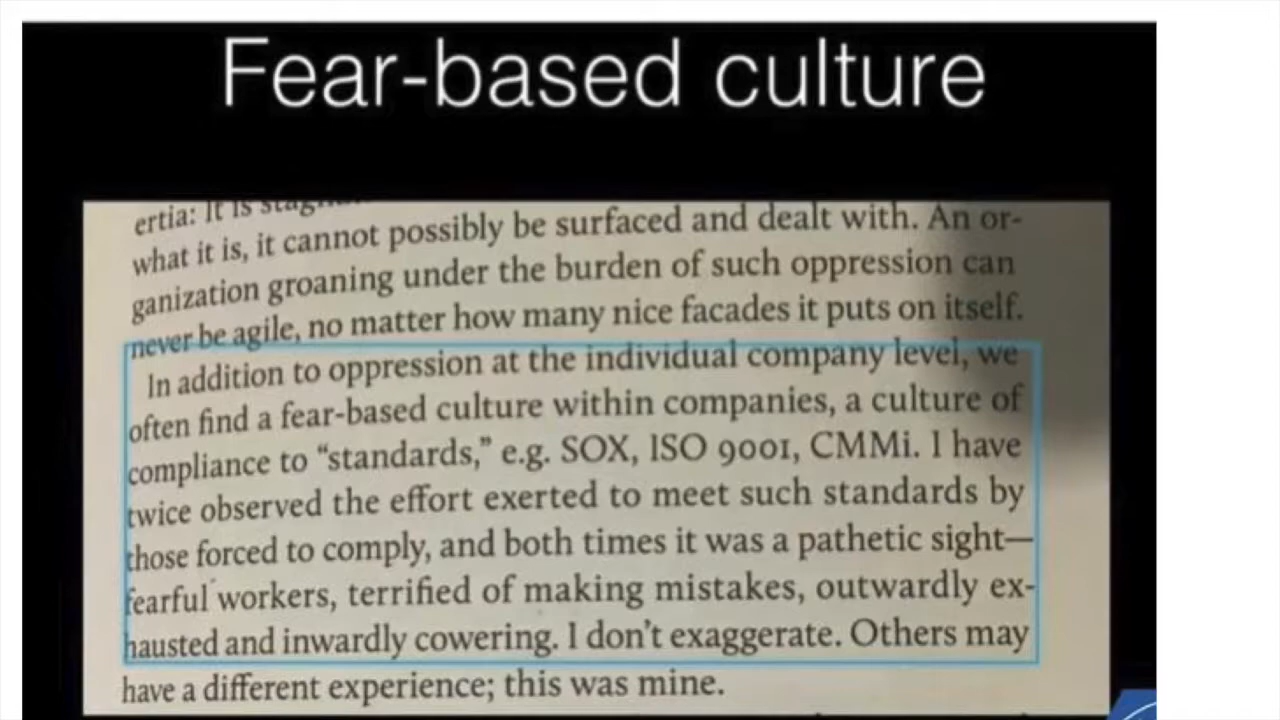 Fear-based culture
ertia: It is
what it is, it cannot possibly be surfaced and dealt with. An or-
ganization groaning under the burden of such oppression can
never be agile, no matter how many nice facades it puts on itself.
In addition to oppression at the individual company level, we
often find a fear-based culture within companies, a culture of
compliance to “standards,” e.g. SOX, ISO 9001, CMMi. I have
twice observed the effort exerted to meet such standards by
those forced to comply, and both times it was a pathetic sight—
fearful workers, terrified of making mistakes, outwardly ex-
hausted and inwardly cowering. I don’t exaggerate. Others may
have a different experience; this was mine.